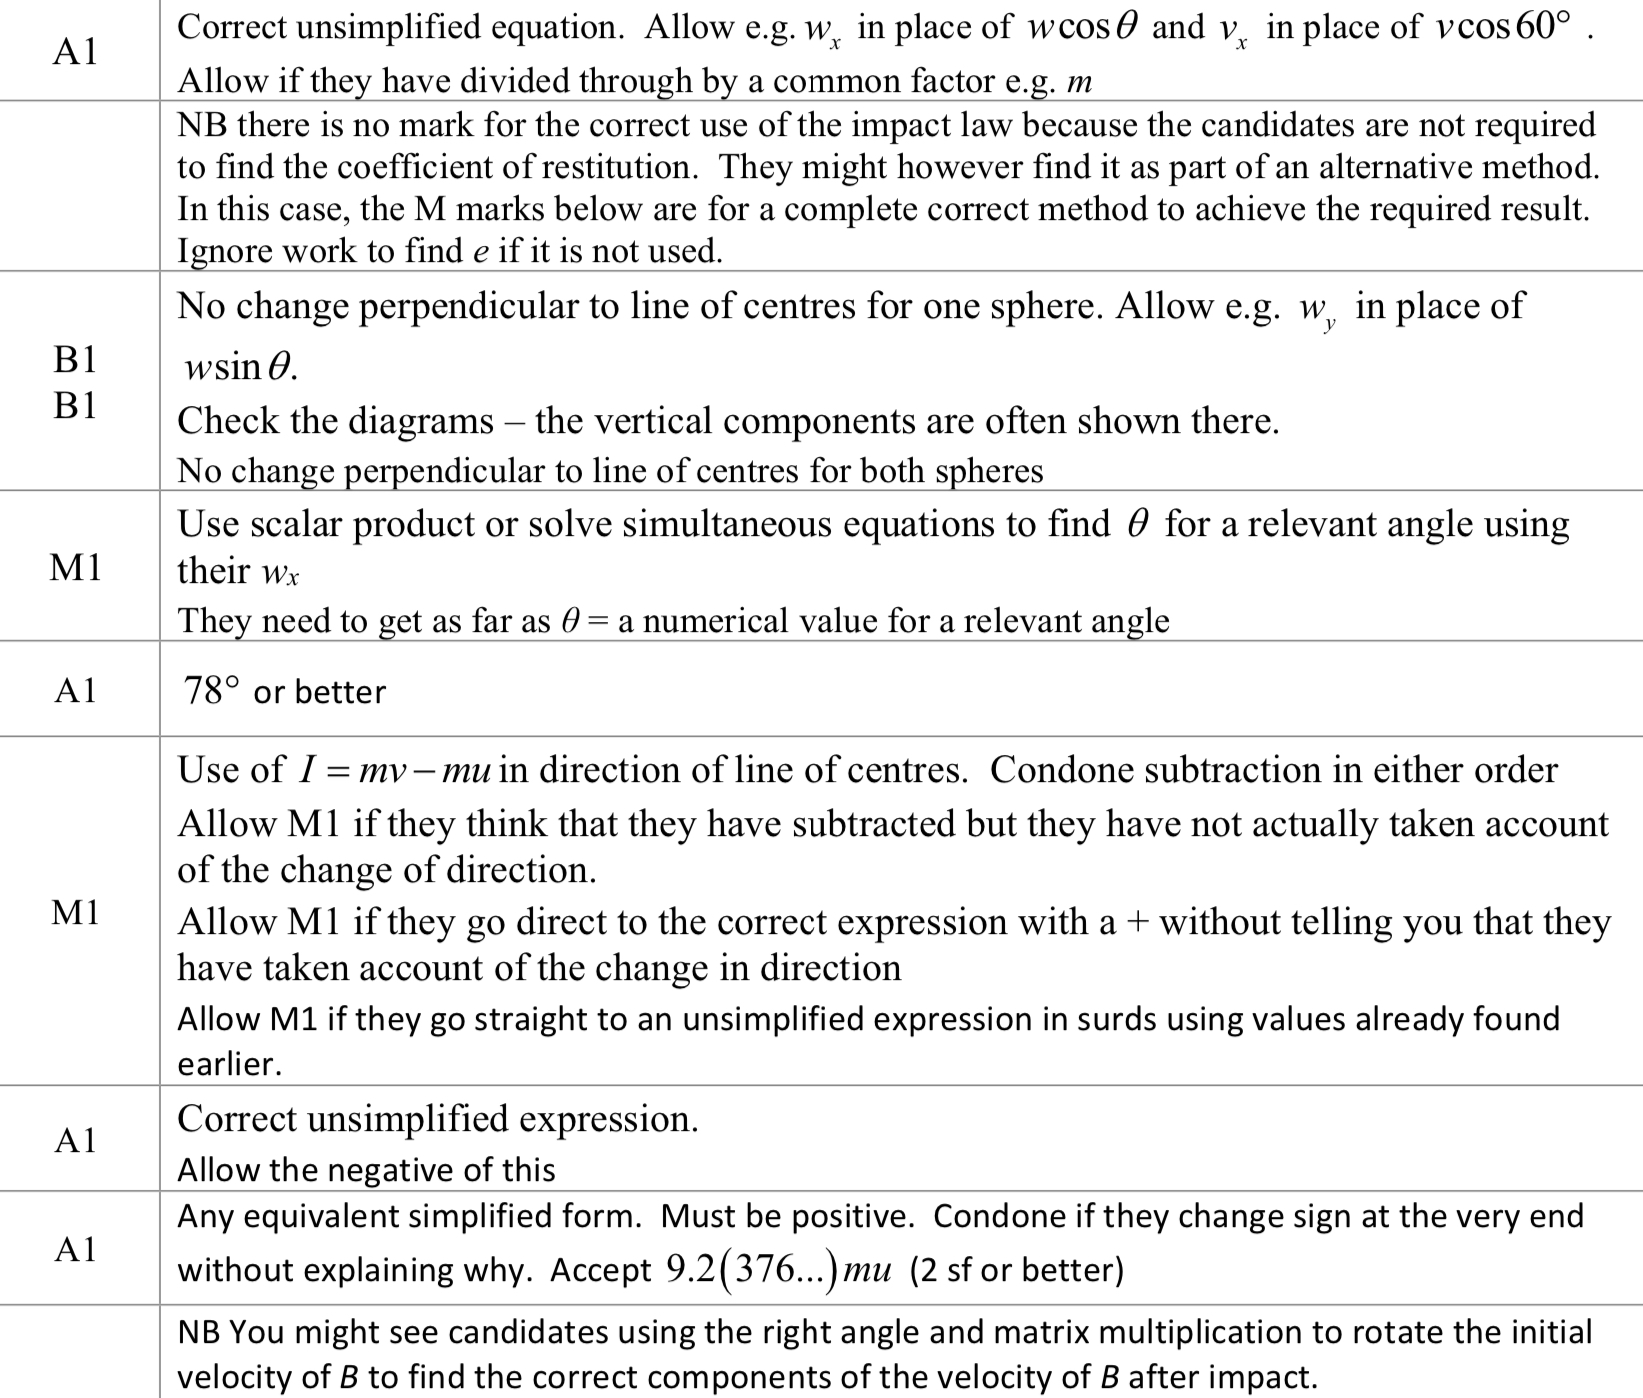 A1
Correct unsimplified equation. Allow e.g. wₓ in place of w cos θ and vₓ in place of v cos 60° .
Allow if they have divided through by a common factor e.g. m
NB there is no mark for the correct use of the impact law because the candidates are not required
to find the coefficient of restitution. They might however find it as part of an alternative method.
In this case, the M marks below are for a complete correct method to achieve the required result.
Ignore work to find e if it is not used.
B1
B1
No change perpendicular to line of centres for one sphere. Allow e.g. w_y in place of
w sin θ.
Check the diagrams – the vertical components are often shown there.
No change perpendicular to line of centres for both spheres
M1
Use scalar product or solve simultaneous equations to find θ for a relevant angle using
their wₓ
They need to get as far as θ = a numerical value for a relevant angle
A1
78° or better
M1
Use of I = mv – mu in direction of line of centres. Condone subtraction in either order
Allow M1 if they think that they have subtracted but they have not actually taken account
of the change of direction.
Allow M1 if they go direct to the correct expression with a + without telling you that they
have taken account of the change in direction
Allow M1 if they go straight to an unsimplified expression in surds using values already found
earlier.
A1
Correct unsimplified expression.
Allow the negative of this
A1
Any equivalent simplified form. Must be positive. Condone if they change sign at the very end
without explaining why. Accept 9.2(376...)mu (2 sf or better)
NB You might see candidates using the right angle and matrix multiplication to rotate the initial
velocity of B to find the correct components of the velocity of B after impact.